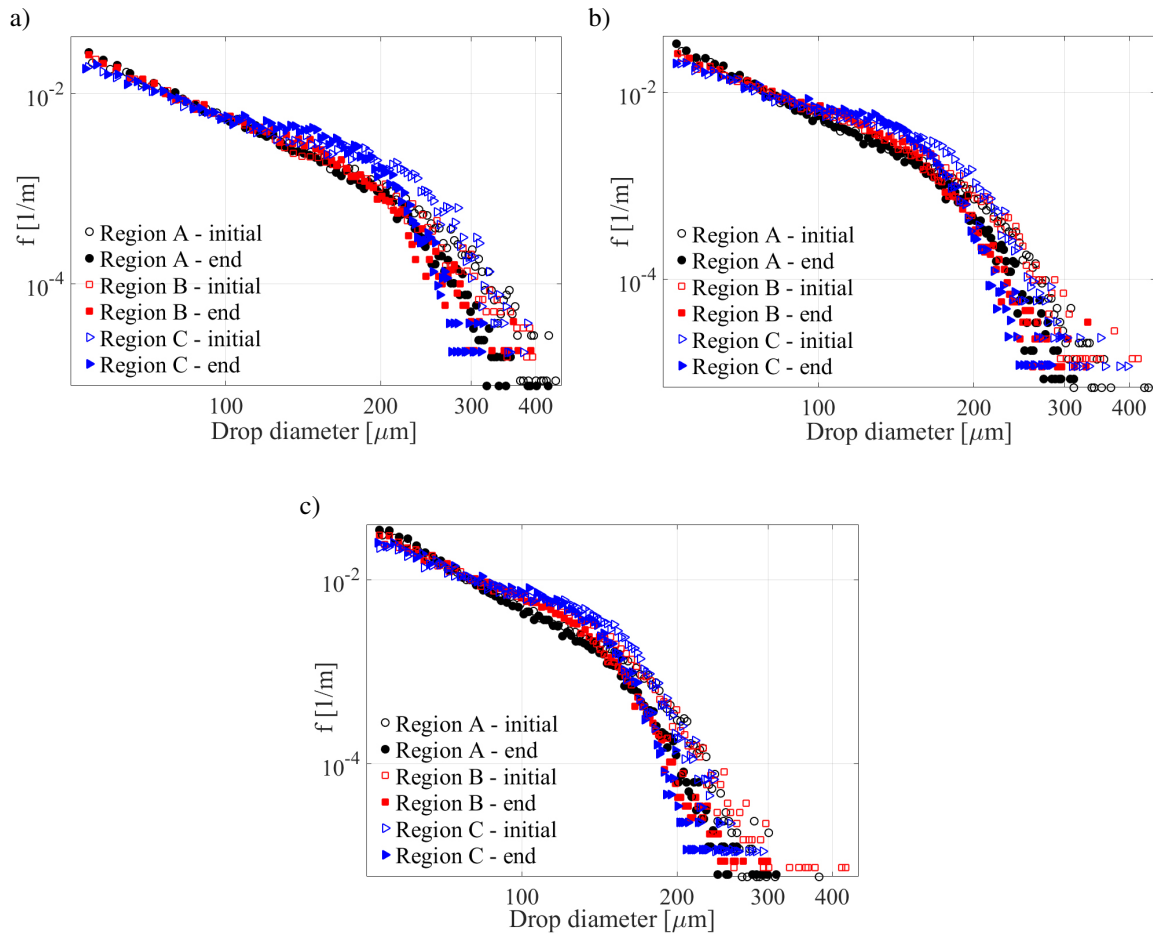 a)
f [1/m]
10⁻²
10⁻⁴
Region A - initial
Region A - end
Region B - initial
Region B - end
Region C - initial
Region C - end
100
200
300
400
Drop diameter [μm]
b)
f [1/m]
10⁻²
10⁻⁴
Region A - initial
Region A - end
Region B - initial
Region B - end
Region C - initial
Region C - end
100
200
300
400
Drop diameter [μm]
c)
f [1/m]
10⁻²
10⁻⁴
Region A - initial
Region A - end
Region B - initial
Region B - end
Region C - initial
Region C - end
100
200
300
400
Drop diameter [μm]